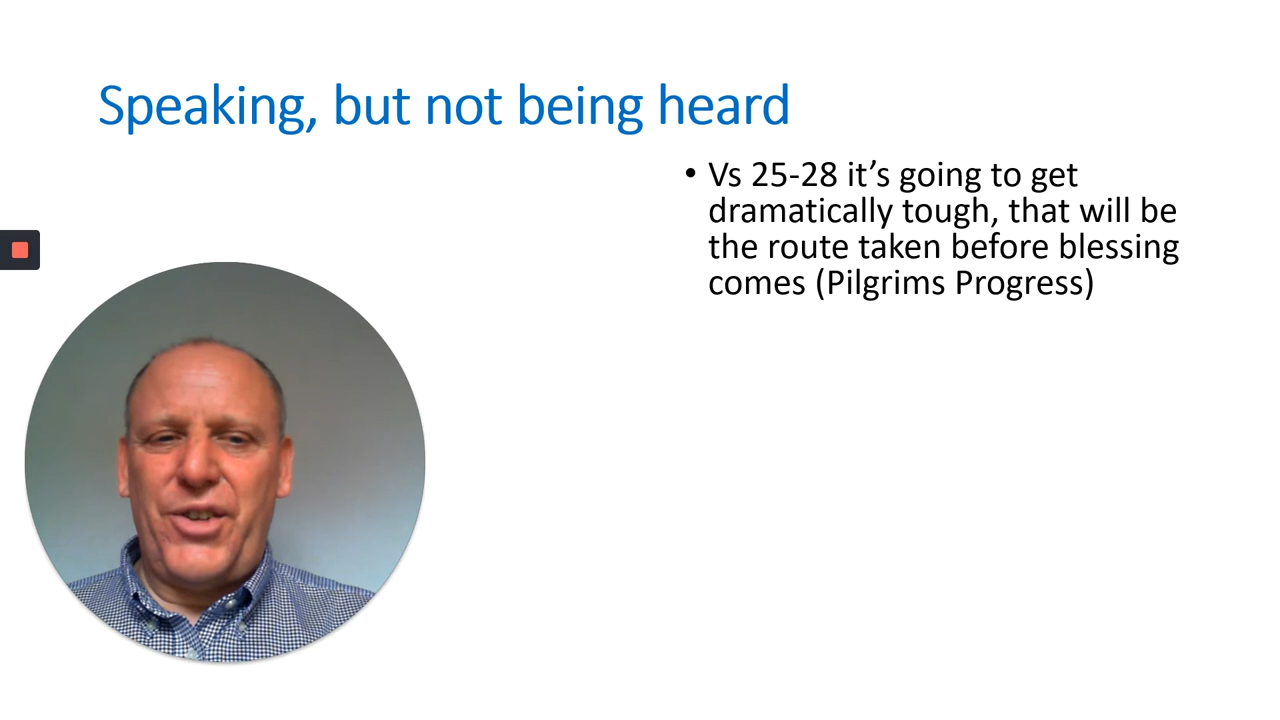 Speaking, but not being heard
• Vs 25-28 it’s going to get
dramatically tough, that will be
the route taken before blessing
comes (Pilgrims Progress)